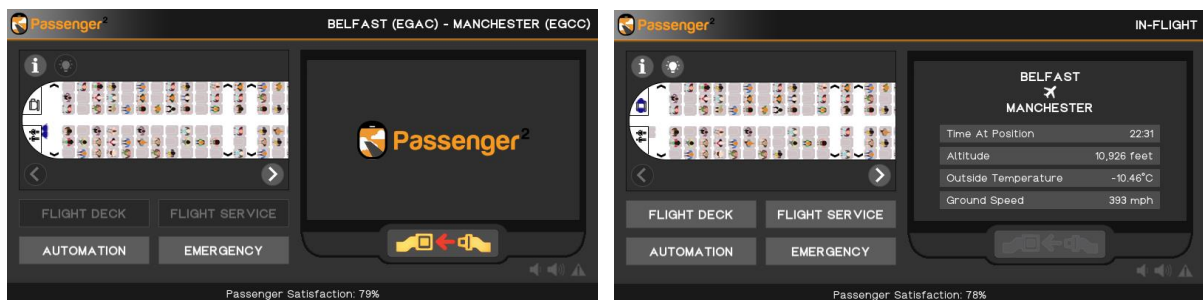 Passenger²
BELFAST (EGAC) - MANCHESTER (EGCC)
Passenger²
FLIGHT DECK
FLIGHT SERVICE
AUTOMATION
EMERGENCY
Passenger Satisfaction: 79%
Passenger²
IN-FLIGHT
BELFAST
MANCHESTER
Time At Position 22:31
Altitude 10,926 feet
Outside Temperature -10.46°C
Ground Speed 393 mph
FLIGHT DECK
FLIGHT SERVICE
AUTOMATION
EMERGENCY
Passenger Satisfaction: 78%